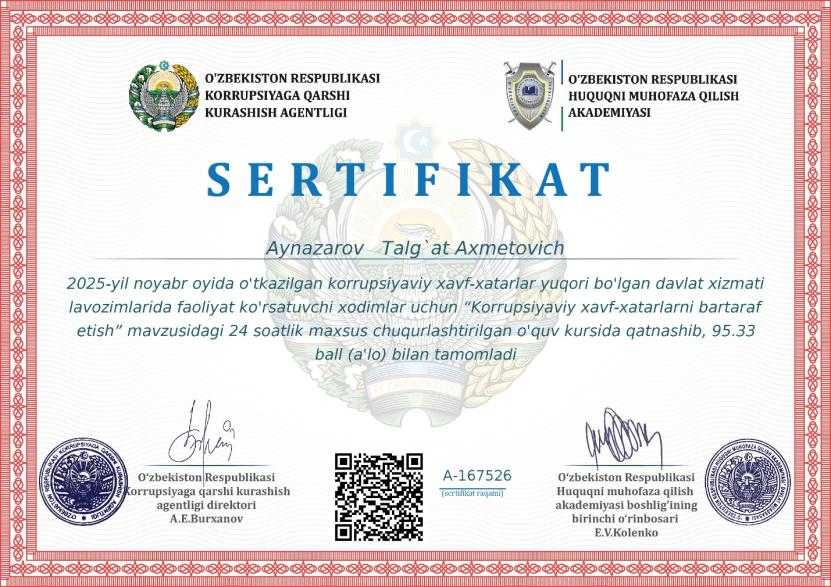 O'ZBEKISTON RESPUBLIKASI
KORRUPSIYAGA QARSHI
KURASHISH AGENTLIGI
O'ZBEKISTON RESPUBLIKASI
HUQUQNI MUHOFAZA QILISH
AKADEMIYASI
SERTIFIKAT
Aynazarov Talg`at Axmetovich
2025-yil noyabr oyida o'tkazilgan korrupsiyaviy xavf-xatarlar yuqori bo'lgan davlat xizmati
lavozimlarida faoliyat ko'rsatuvchi xodimlar uchun “Korrupsiyaviy xavf-xatarlarni bartaraf
etish” mavzusidagi 24 soatlik maxsus chuqurlashtirilgan o'quv kursida qatnashib, 95.33
ball (a'lo) bilan tamomladi
O‘zbekiston Respublikasi
Korrupsiyaga qarshi kurashish
agentligi direktori
A.E.Burxanov
A-167526
(sertifikat raqami)
O‘zbekiston Respublikasi
Huquqni muhofaza qilish
akademiyasi boshlig‘ining
birinchi o‘rinbosari
E.V.Kolenko